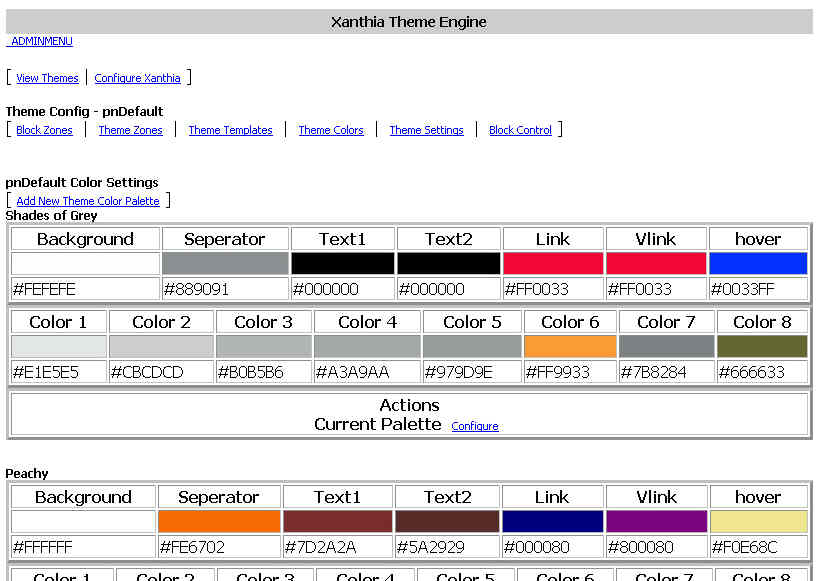 Xanthia Theme Engine
ADMINMENU
[ View Themes | Configure Xanthia ]
Theme Config - pnDefault
[ Block Zones | Theme Zones | Theme Templates | Theme Colors | Theme Settings | Block Control ]
pnDefault Color Settings
[ Add New Theme Color Palette ]
Shades of Grey
Background Seperator Text1 Text2 Link Vlink hover
#FEFEFE #889091 #000000 #000000 #FF0033 #FF0033 #0033FF
Color 1 Color 2 Color 3 Color 4 Color 5 Color 6 Color 7 Color 8
#E1E5E5 #CBCDCD #B0B5B6 #A3A9AA #979D9E #FF9933 #7B8284 #666633
Actions
Current Palette Configure
Peachy
Background Seperator Text1 Text2 Link Vlink hover
#FFFFFF #FE6702 #7D2A2A #5A2929 #000080 #800080 #F0E68C
Color 1 Color 2 Color 3 Color 4 Color 5 Color 6 Color 7 Color 8